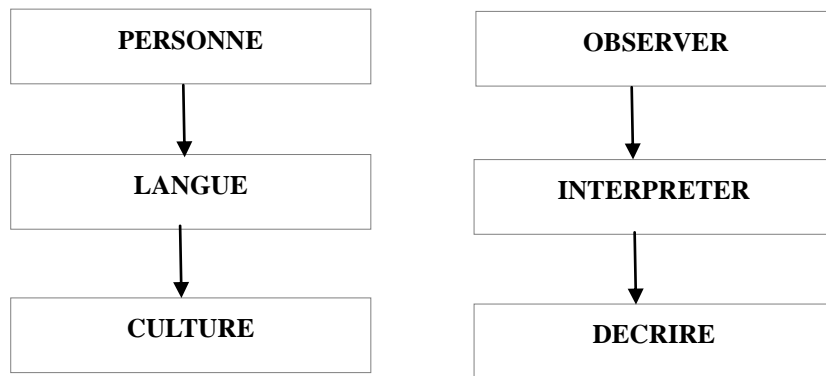 PERSONNE
LANGUE
CULTURE
OBSERVER
INTERPRETER
DECRIRE